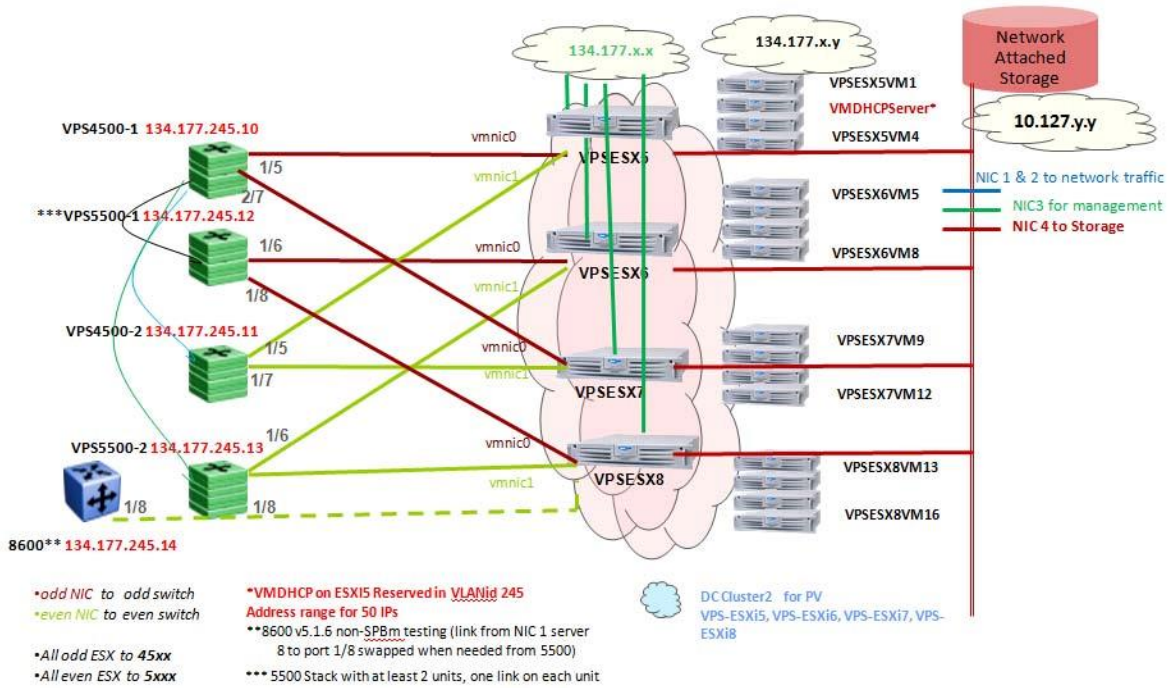 134.177.x.x
134.177.x.y
Network
Attached
Storage
10.127.y.y
VPSESX5VM1
VMDHCPServer*
VPSESX5VM4
VPS4500-1 134.177.245.10
1/5
2/7
vmnic0
VPSESX5
vmnic1
NIC 1 & 2 to network traffic
NIC3 for management
NIC 4 to Storage
***VPS5500-1 134.177.245.12
1/6
1/8
vmnic0
VPSESX6
vmnic1
VPSESX6VM5
VPSESX6VM8
VPS4500-2 134.177.245.11
1/5
1/7
vmnic0
vmnic1
VPSESX7
VPSESX7VM9
VPSESX7VM12
VPS5500-2 134.177.245.13
1/6
1/8
1/8
vmnic0
vmnic1
VPSESX8
VPSESX8VM13
VPSESX8VM16
8600** 134.177.245.14
•odd NIC to odd switch
•even NIC to even switch
•All odd ESX to 45xx
•All even ESX to 5xxx
*VMDHCP on ESXI5 Reserved in VLANid 245
Address range for 50 IPs
**8600 v5.1.6 non-SPBm testing (link from NIC 1 server
8 to port 1/8 swapped when needed from 5500)
*** 5500 Stack with at least 2 units, one link on each unit
DC Cluster2 for PV
VPS-ESXi5, VPS-ESXi6, VPS-ESXi7, VPS-
ESXi8